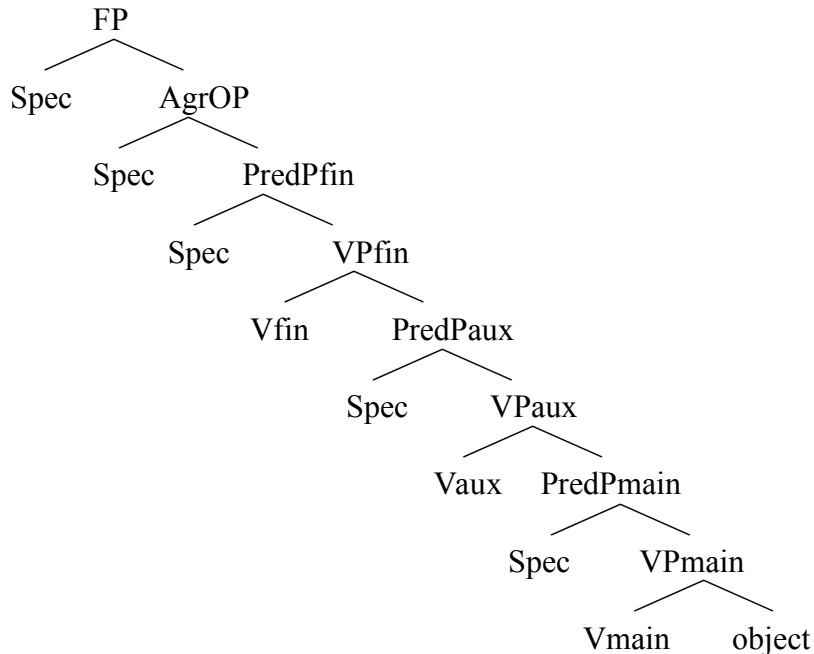 FP
Spec AgrOP
Spec PredPfin
Spec VPfin
Vfin PredPaux
Spec VPaux
Vaux PredPmain
Spec VPmain
Vmain object